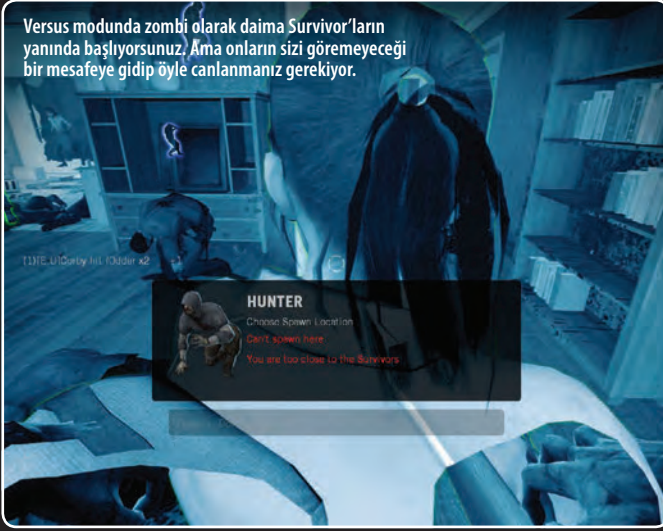 Versus modunda zombi olarak daima Survivor'ların
yanında başlıyorsunuz. Ama onların sizi göremeyeceği
bir mesafeye gidip öyle canlanmanız gerekiyor.
HUNTER
Choose Spawn Location
Can't spawn here
You are too close to the Survivors